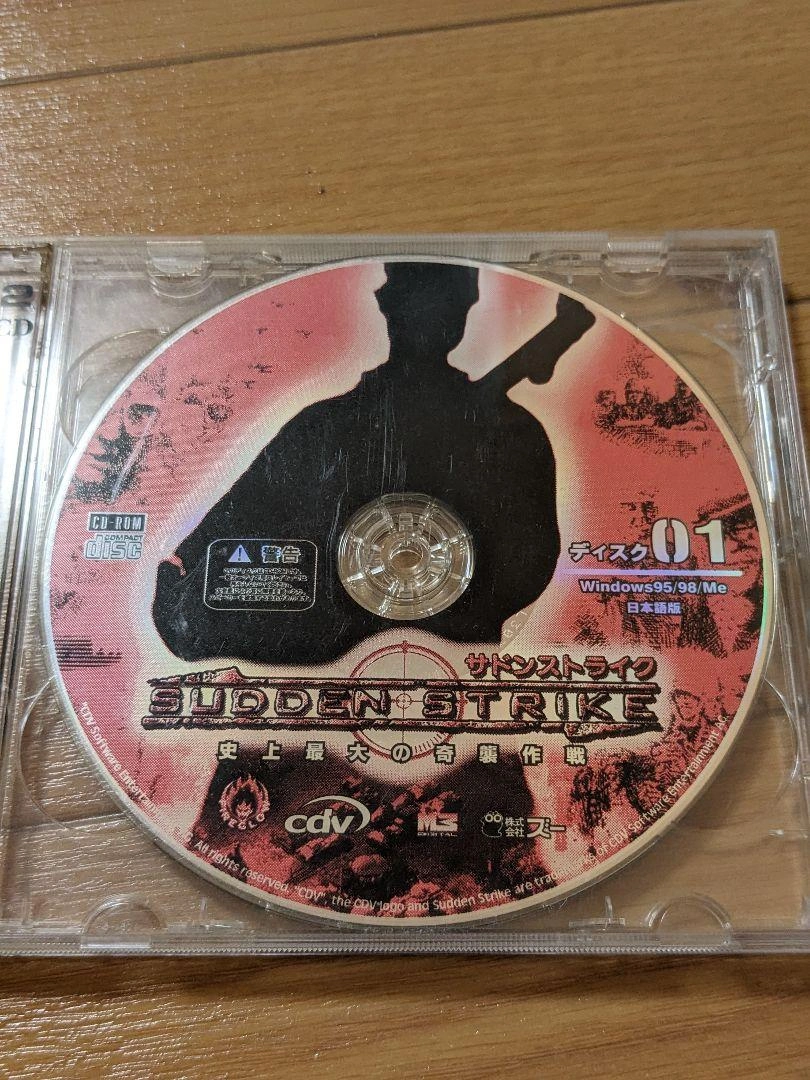 2
CD
CD-ROM
COMPACT
disc
警告
ディスク01
Windows95/98/Me
日本語版
サドンストライク
SUDDEN STRIKE
史上最大の奇襲作戦
cdv
株式会社ズー
"CDV Software Entertainment
All rights reserved. "CDV", the CDV logo and Sudden Strike are trademarks of CDV Software Entertainment AG.